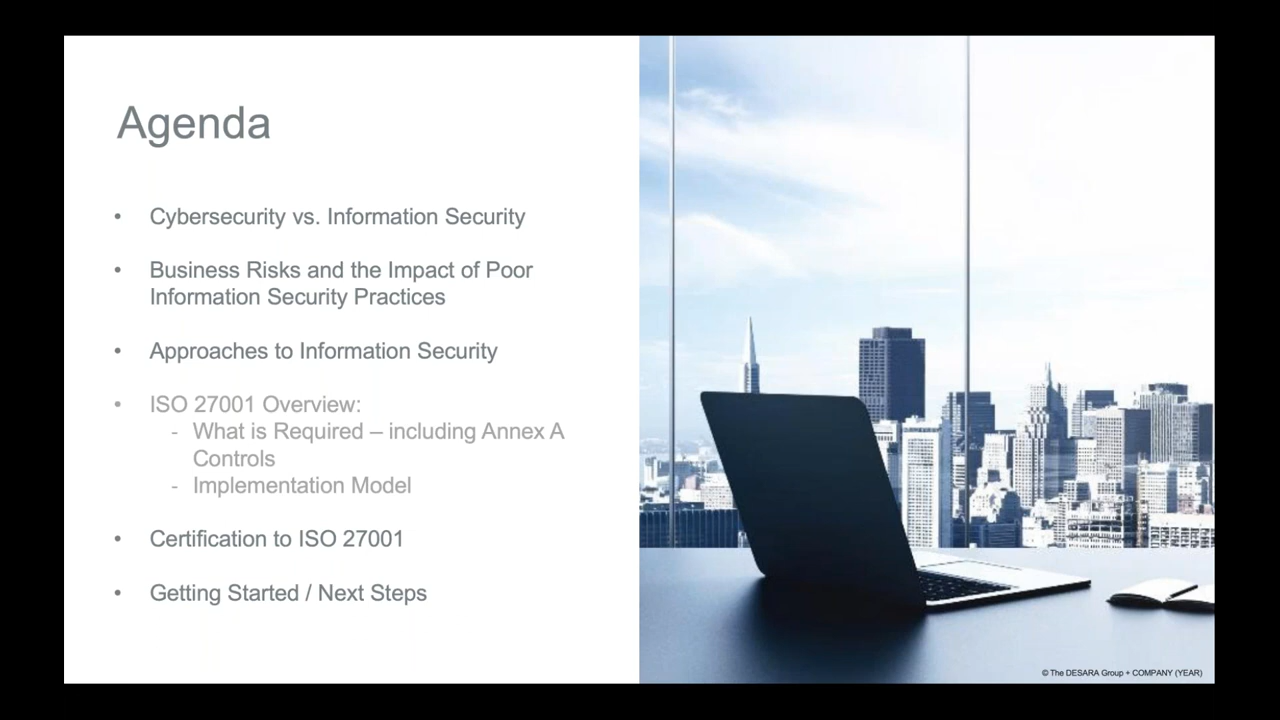 Agenda
• Cybersecurity vs. Information Security
• Business Risks and the Impact of Poor
Information Security Practices
• Approaches to Information Security
• ISO 27001 Overview:
- What is Required – including Annex A
Controls
- Implementation Model
• Certification to ISO 27001
• Getting Started / Next Steps
© The DESARA Group + COMPANY (YEAR)